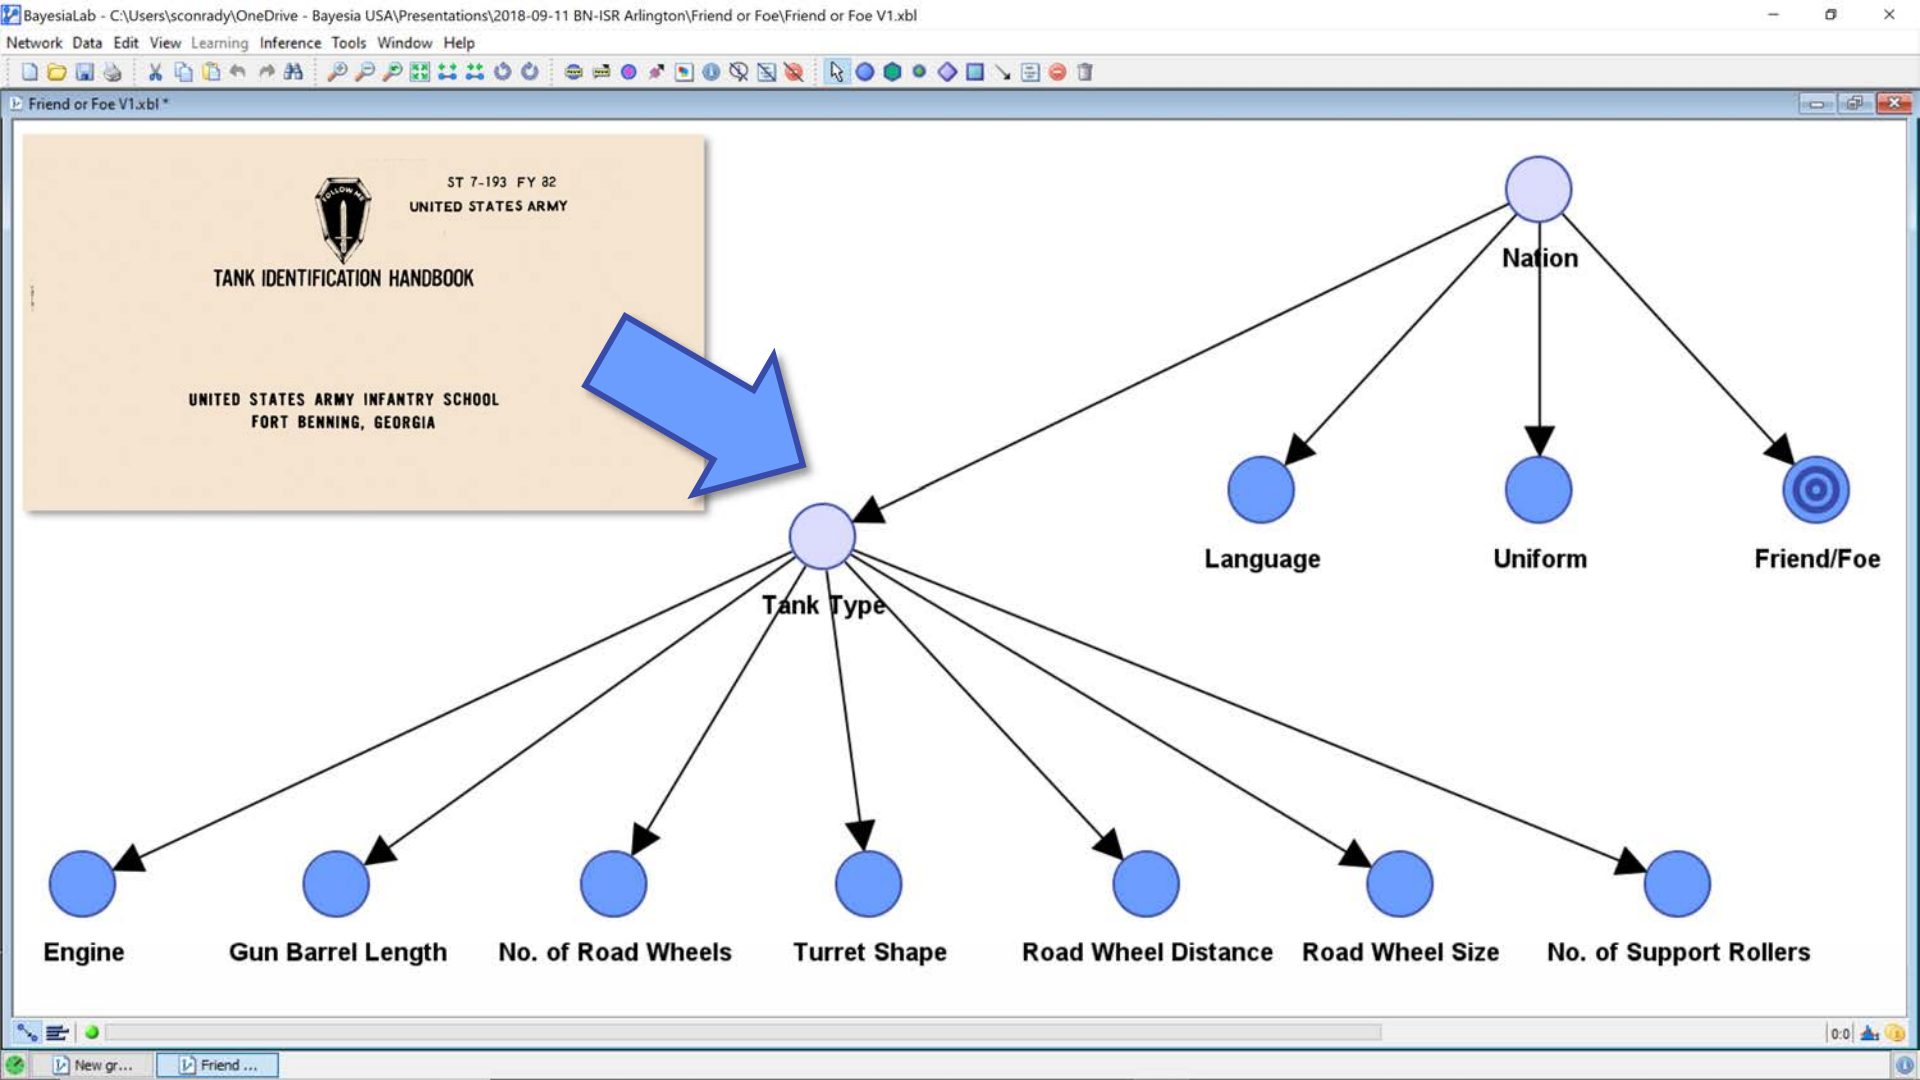 BayesiaLab - C:\Users\sconrady\OneDrive - Bayesia USA\Presentations\2018-09-11 BN-ISR Arlington\Friend or Foe\Friend or Foe V1.xbl
Network Data Edit View Learning Inference Tools Window Help
Friend or Foe V1.xbl *
FOLLOW ME
ST 7-193 FY 82
UNITED STATES ARMY
TANK IDENTIFICATION HANDBOOK
UNITED STATES ARMY INFANTRY SCHOOL
FORT BENNING, GEORGIA
Nation
Language
Uniform
Friend/Foe
Tank Type
Engine
Gun Barrel Length
No. of Road Wheels
Turret Shape
Road Wheel Distance
Road Wheel Size
No. of Support Rollers
0:0
New gr...
Friend ...